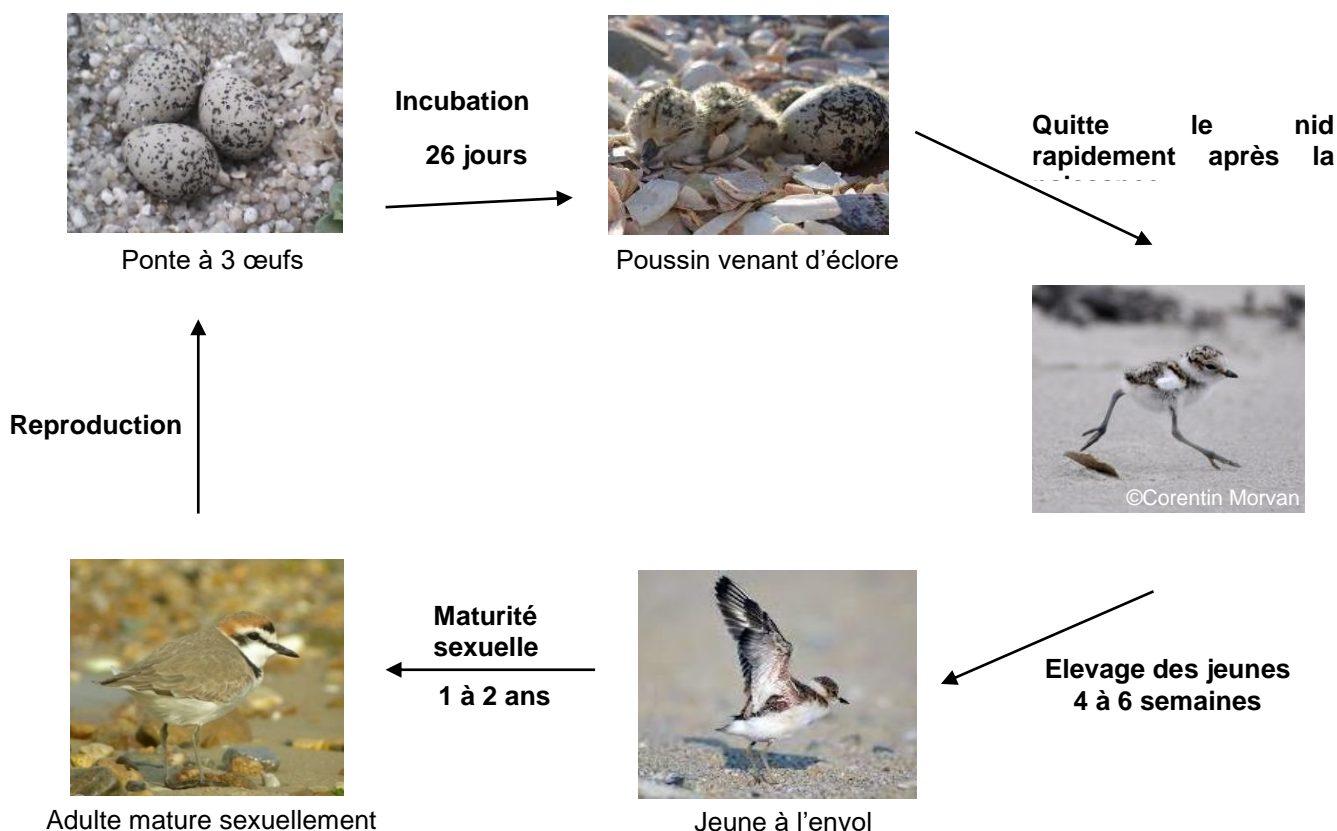 Incubation
26 jours
Quitte le nid
rapidement après la
Ponte à 3 œufs
Poussin venant d'éclore
©Corentin Morvan
Reproduction
Maturité
sexuelle
1 à 2 ans
Elevage des jeunes
4 à 6 semaines
Adulte mature sexuellement
Jeune à l'envol